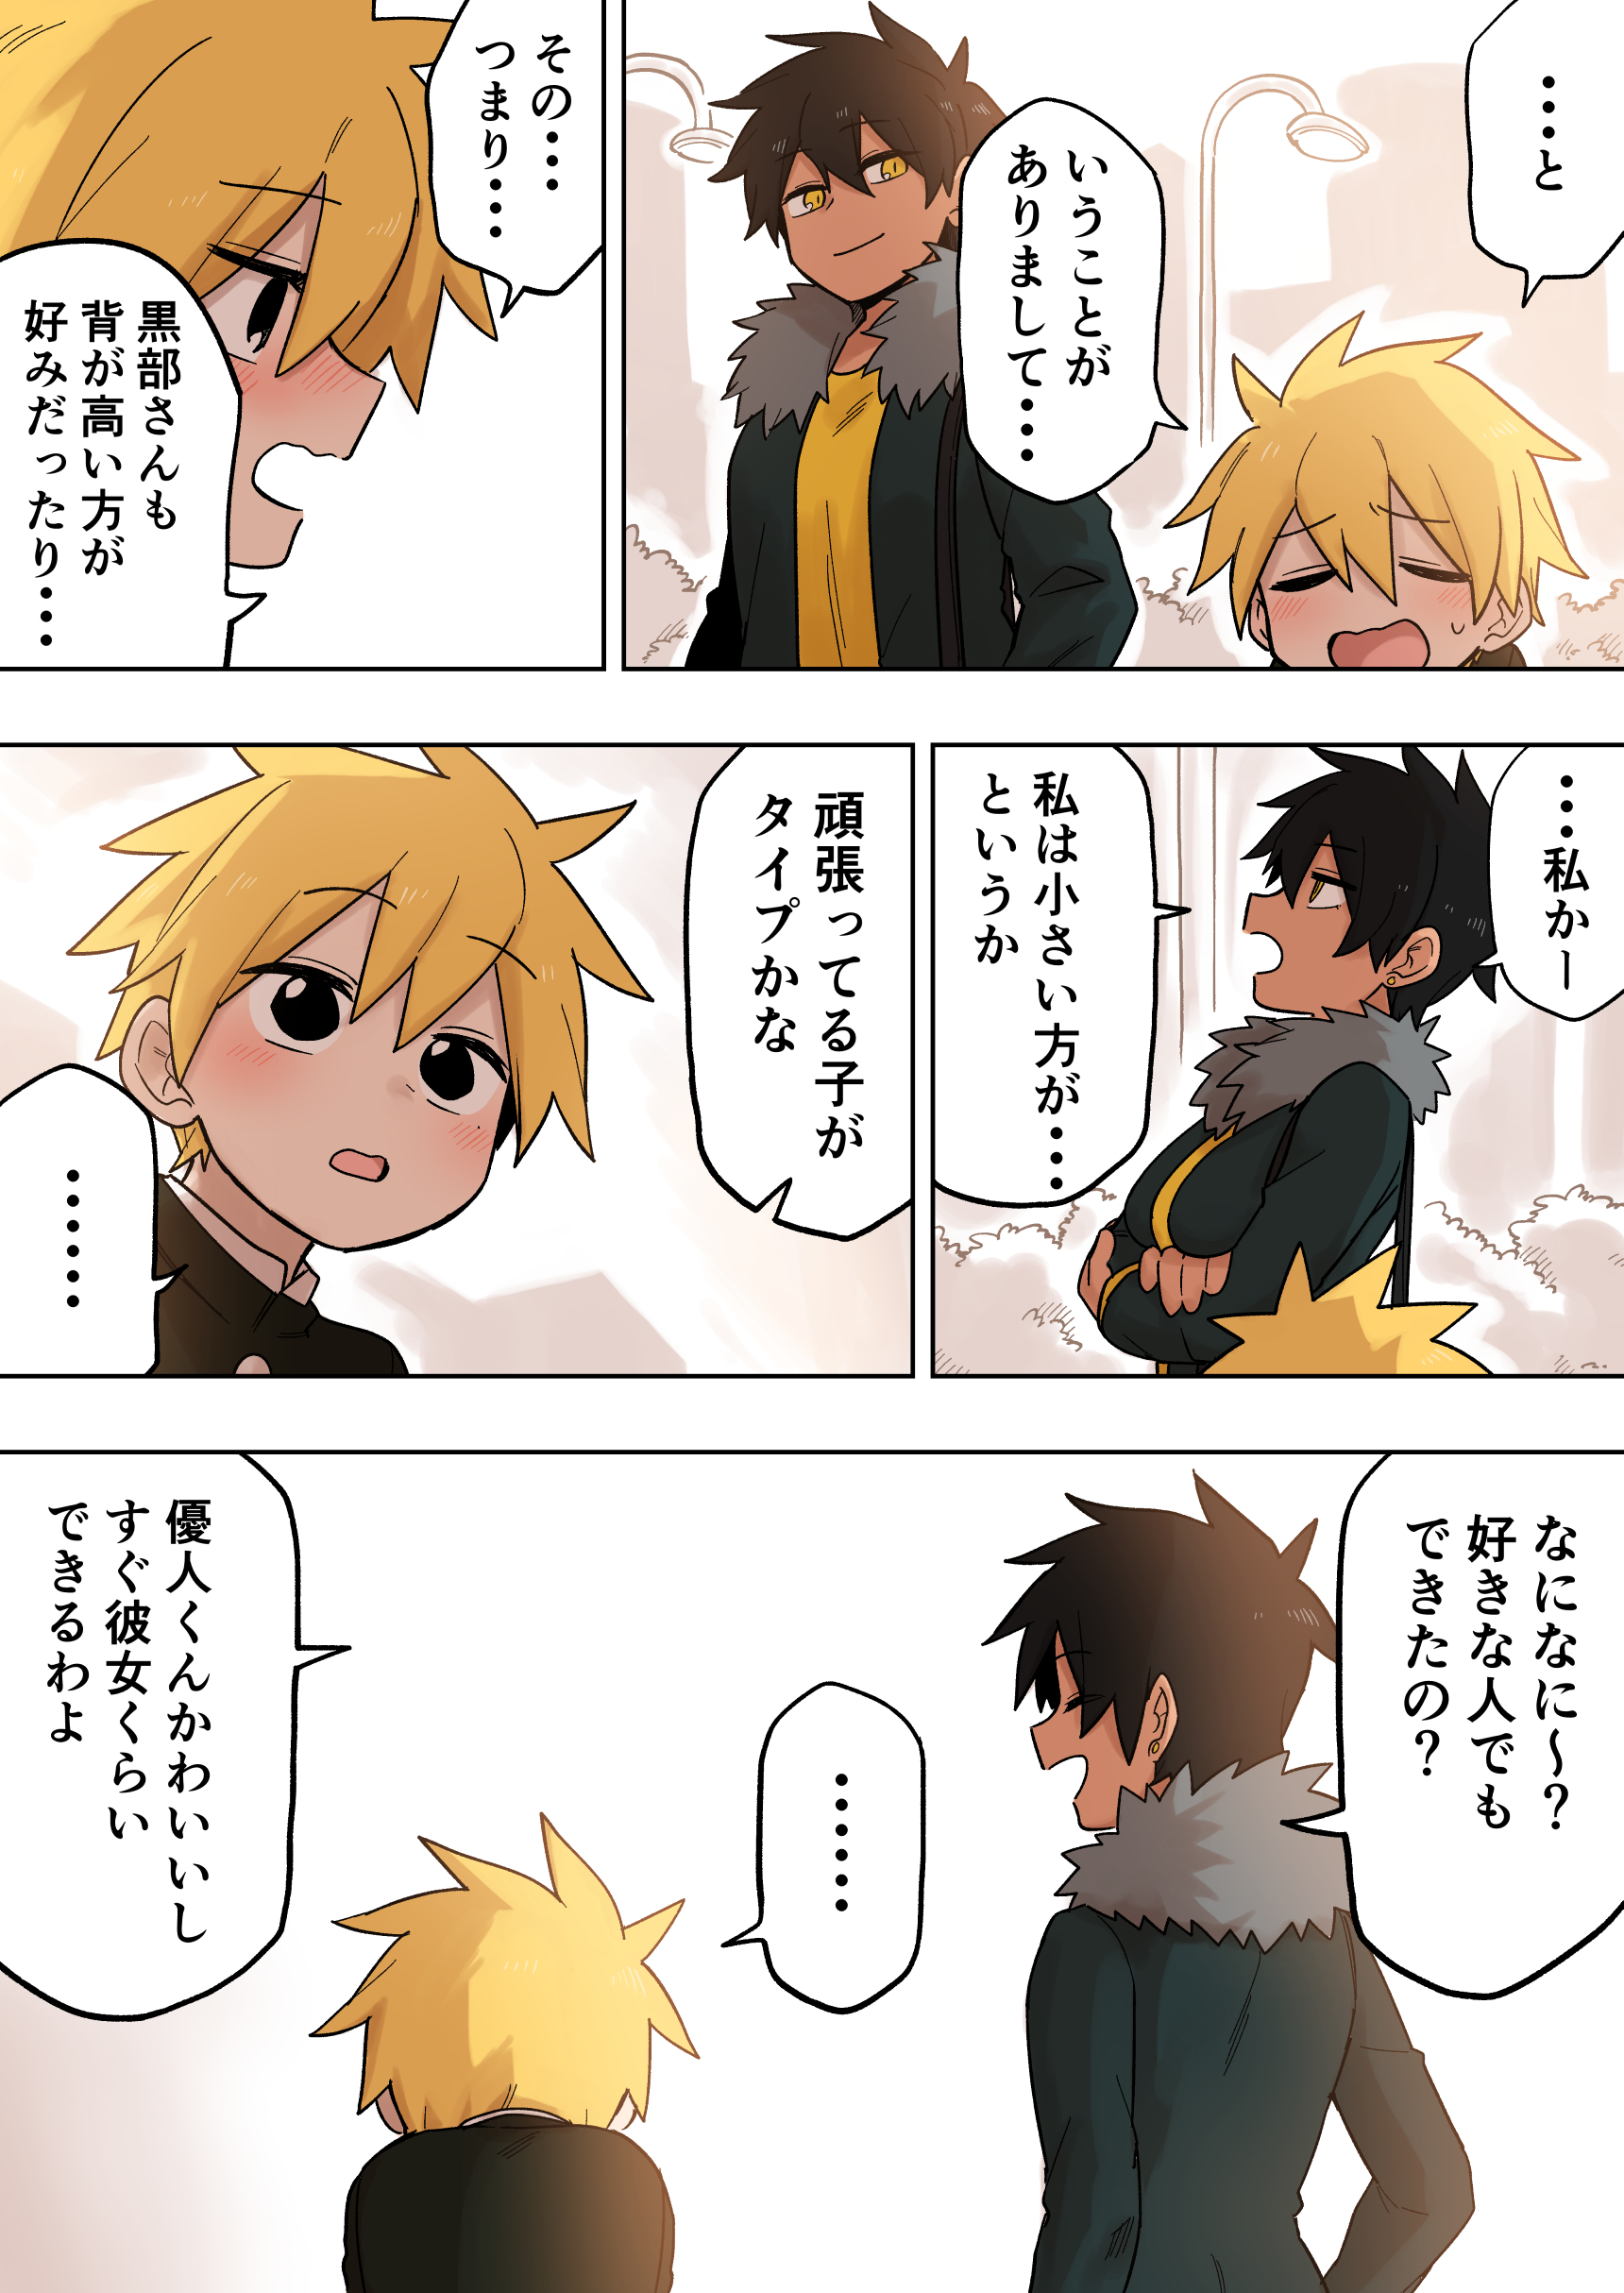 …と
いうことが
ありまして……
その…
つまり……
黒部さんも
背が高い方が
好みだったり……
…私かー
私は小さい方が……
というか
頑張ってる子が
タイプかな
………
なになに～？
好きな人でも
できたの？
………
優人くんかわいいし
すぐ彼女くらい
できるわよ